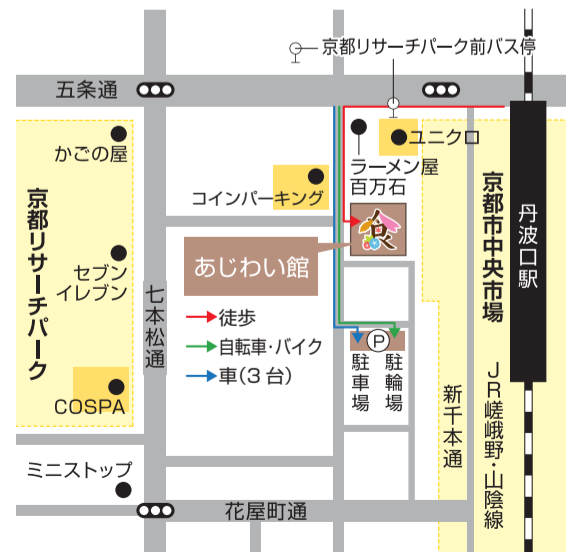 京都リサーチパーク前バス停
五条通
かごの屋
ユニクロ
ラーメン屋
百万石
コインパーキング
京都リサーチパーク
京都市中央市場
丹波口駅
食
あじわい館
セブン
イレブン
七本松通
徒歩
自転車・バイク
車(3台)
P
駐車場
駐輪場
COSPA
新千本通
JR嵯峨野・山陰線
ミニストップ
花屋町通